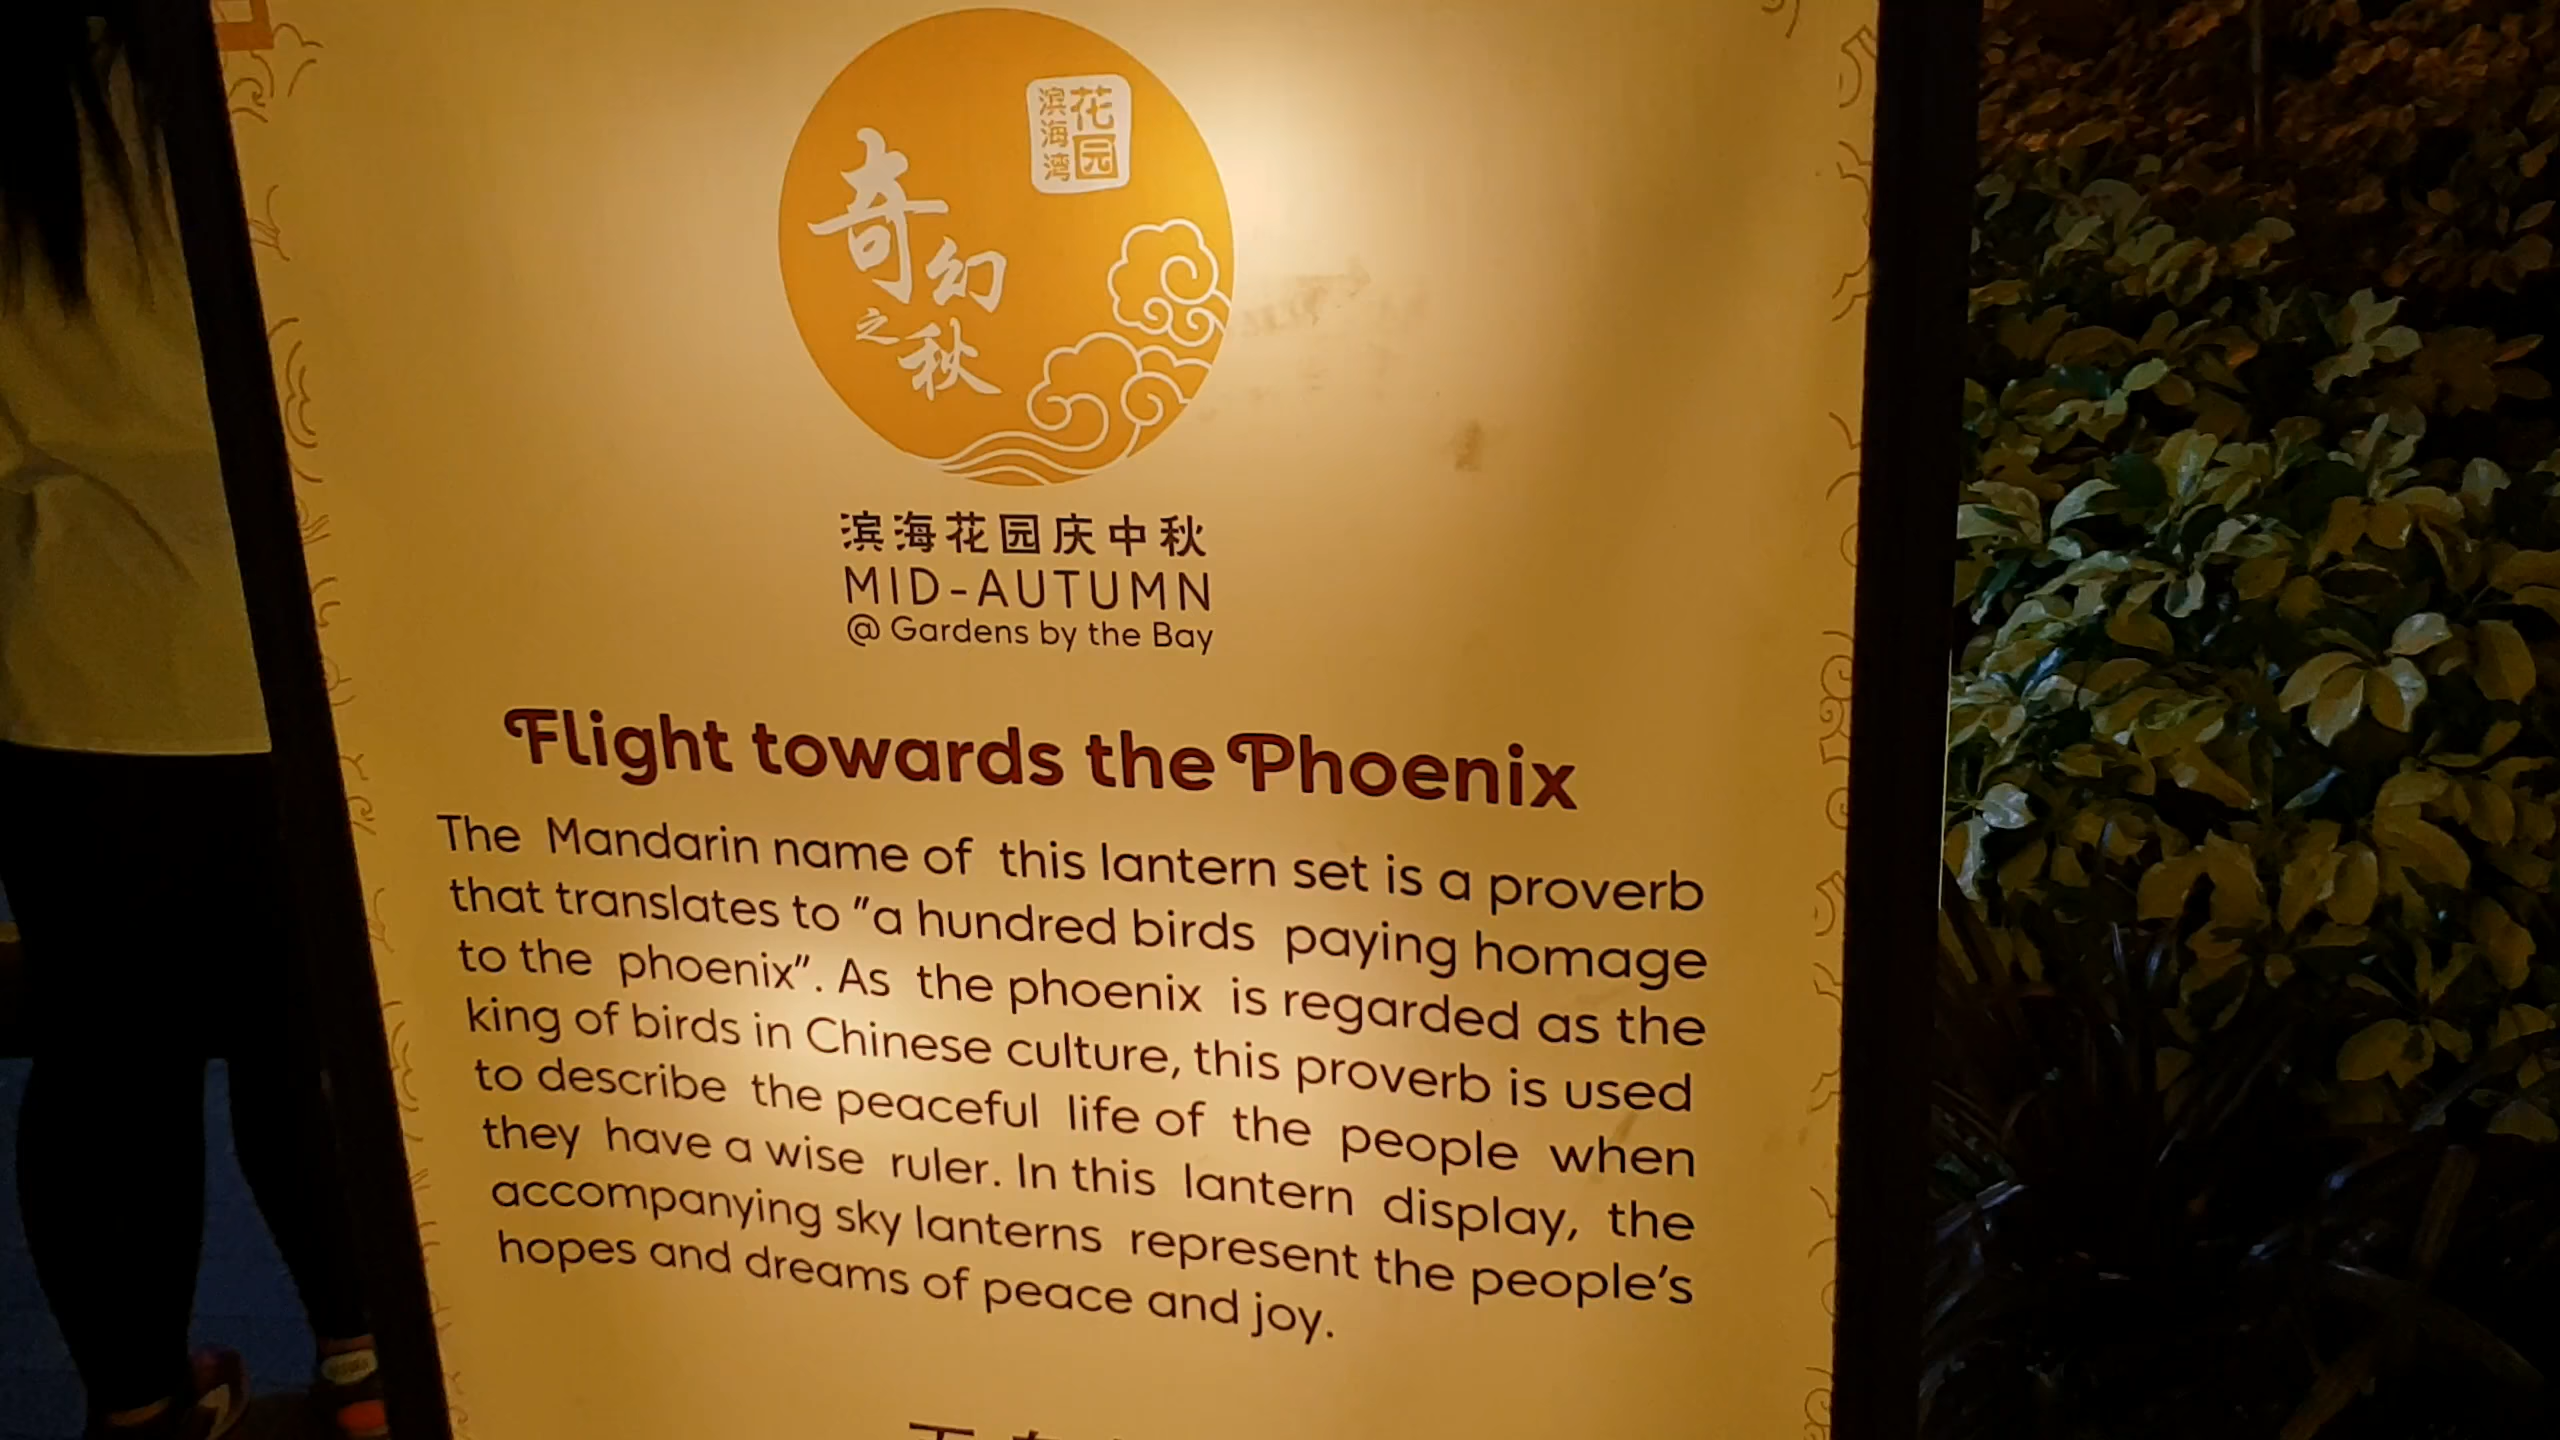 滨海湾
花园
奇幻
之秋
滨海花园庆中秋
MID-AUTUMN
@ Gardens by the Bay
Flight towards the Phoenix
The Mandarin name of this lantern set is a proverb
that translates to "a hundred birds paying homage
to the phoenix". As the phoenix is regarded as the
king of birds in Chinese culture, this proverb is used
to describe the peaceful life of the people when
they have a wise ruler. In this lantern display, the
accompanying sky lanterns represent the people's
hopes and dreams of peace and joy.